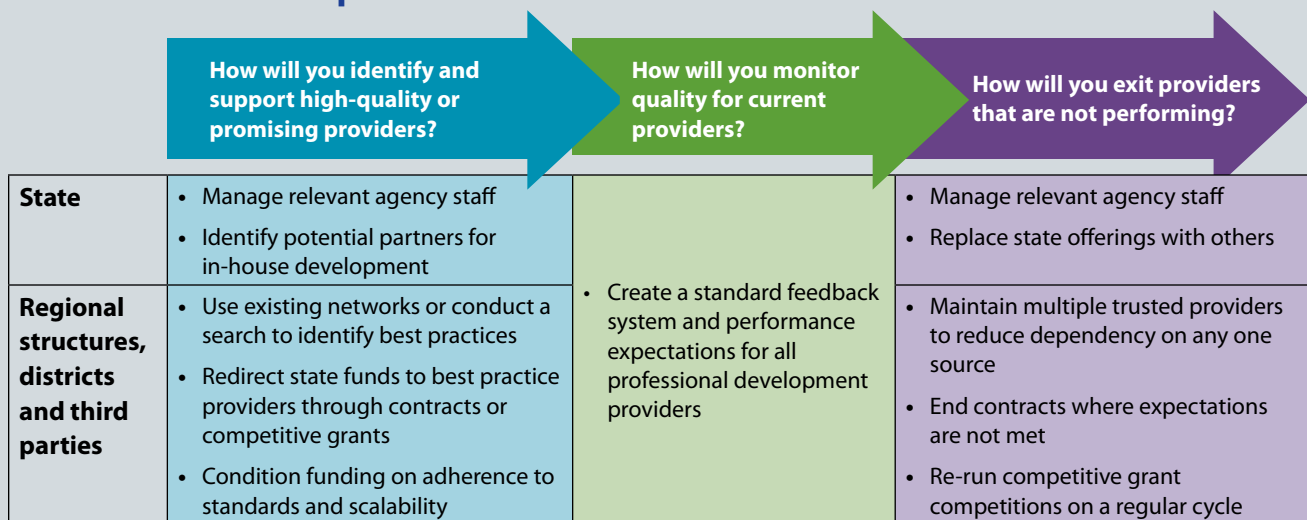 How will you identify and
support high-quality or
promising providers?
How will you monitor
quality for current
providers?
How will you exit providers
that are not performing?
State
• Manage relevant agency staff
• Identify potential partners for
in-house development
• Create a standard feedback
system and performance
expectations for all
professional development
providers
• Manage relevant agency staff
• Replace state offerings with others
Regional
structures,
districts
and third
parties
• Use existing networks or conduct a
search to identify best practices
• Redirect state funds to best practice
providers through contracts or
competitive grants
• Condition funding on adherence to
standards and scalability
• Maintain multiple trusted providers
to reduce dependency on any one
source
• End contracts where expectations
are not met
• Re-run competitive grant
competitions on a regular cycle